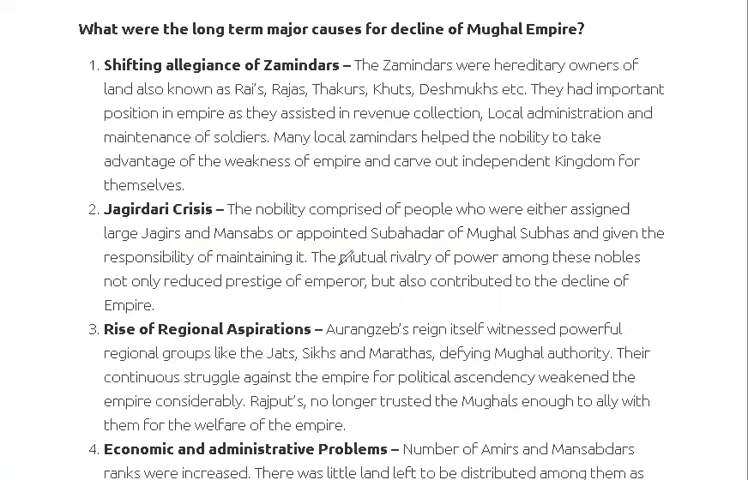 What were the long term major causes for decline of Mughal Empire?
1. Shifting allegiance of Zamindars – The Zamindars were hereditary owners of
land also known as Rai's, Rajas, Thakurs, Khuts, Deshmukhs etc. They had important
position in empire as they assisted in revenue collection, Local administration and
maintenance of soldiers. Many local zamindars helped the nobility to take
advantage of the weakness of empire and carve out independent Kingdom for
themselves.
2. Jagirdari Crisis – The nobility comprised of people who were either assigned
large Jagirs and Mansabs or appointed Subahadar of Mughal Subhas and given the
responsibility of maintaining it. The mutual rivalry of power among these nobles
not only reduced prestige of emperor, but also contributed to the decline of
Empire.
3. Rise of Regional Aspirations – Aurangzeb's reign itself witnessed powerful
regional groups like the Jats, Sikhs and Marathas, defying Mughal authority. Their
continuous struggle against the empire for political ascendency weakened the
empire considerably. Rajput's, no longer trusted the Mughals enough to ally with
them for the welfare of the empire.
4. Economic and administrative Problems – Number of Amirs and Mansabdars
ranks were increased. There was little land left to be distributed among them as